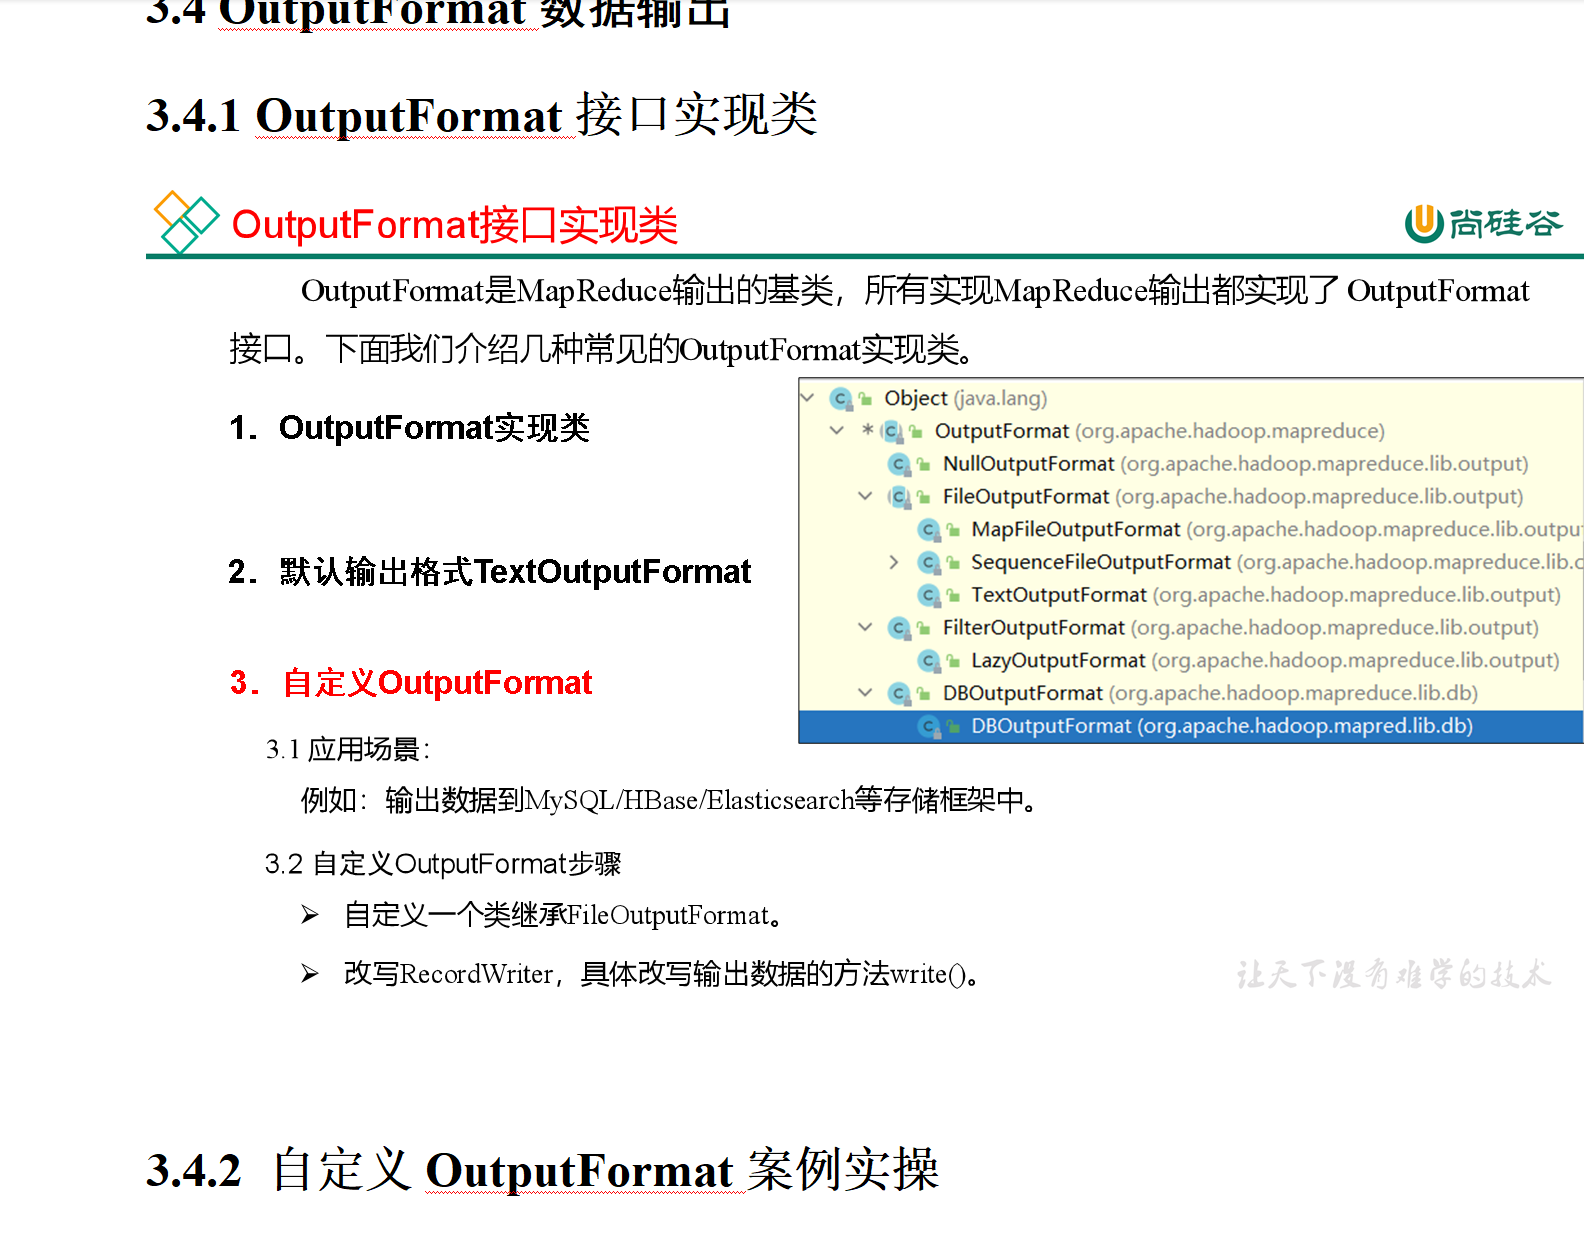 3.4 OutputFormat 数据输出
3.4.1 OutputFormat 接口实现类
OutputFormat接口实现类
尚硅谷
OutputFormat是MapReduce输出的基类，所有实现MapReduce输出都实现了 OutputFormat
接口。下面我们介绍几种常见的OutputFormat实现类。
1．OutputFormat实现类
2．默认输出格式TextOutputFormat
3．自定义OutputFormat
Object (java.lang)
OutputFormat (org.apache.hadoop.mapreduce)
NullOutputFormat (org.apache.hadoop.mapreduce.lib.output)
FileOutputFormat (org.apache.hadoop.mapreduce.lib.output)
MapFileOutputFormat (org.apache.hadoop.mapreduce.lib.outpu
SequenceFileOutputFormat (org.apache.hadoop.mapreduce.lib.
TextOutputFormat (org.apache.hadoop.mapreduce.lib.output)
FilterOutputFormat (org.apache.hadoop.mapreduce.lib.output)
LazyOutputFormat (org.apache.hadoop.mapreduce.lib.output)
DBOutputFormat (org.apache.hadoop.mapreduce.lib.db)
DBOutputFormat (org.apache.hadoop.mapred.lib.db)
3.1 应用场景：
例如：输出数据到MySQL/HBase/Elasticsearch等存储框架中。
3.2 自定义OutputFormat步骤
➢ 自定义一个类继承FileOutputFormat。
➢ 改写RecordWriter，具体改写输出数据的方法write()。
让天下没有难学的技术
3.4.2 自定义 OutputFormat 案例实操